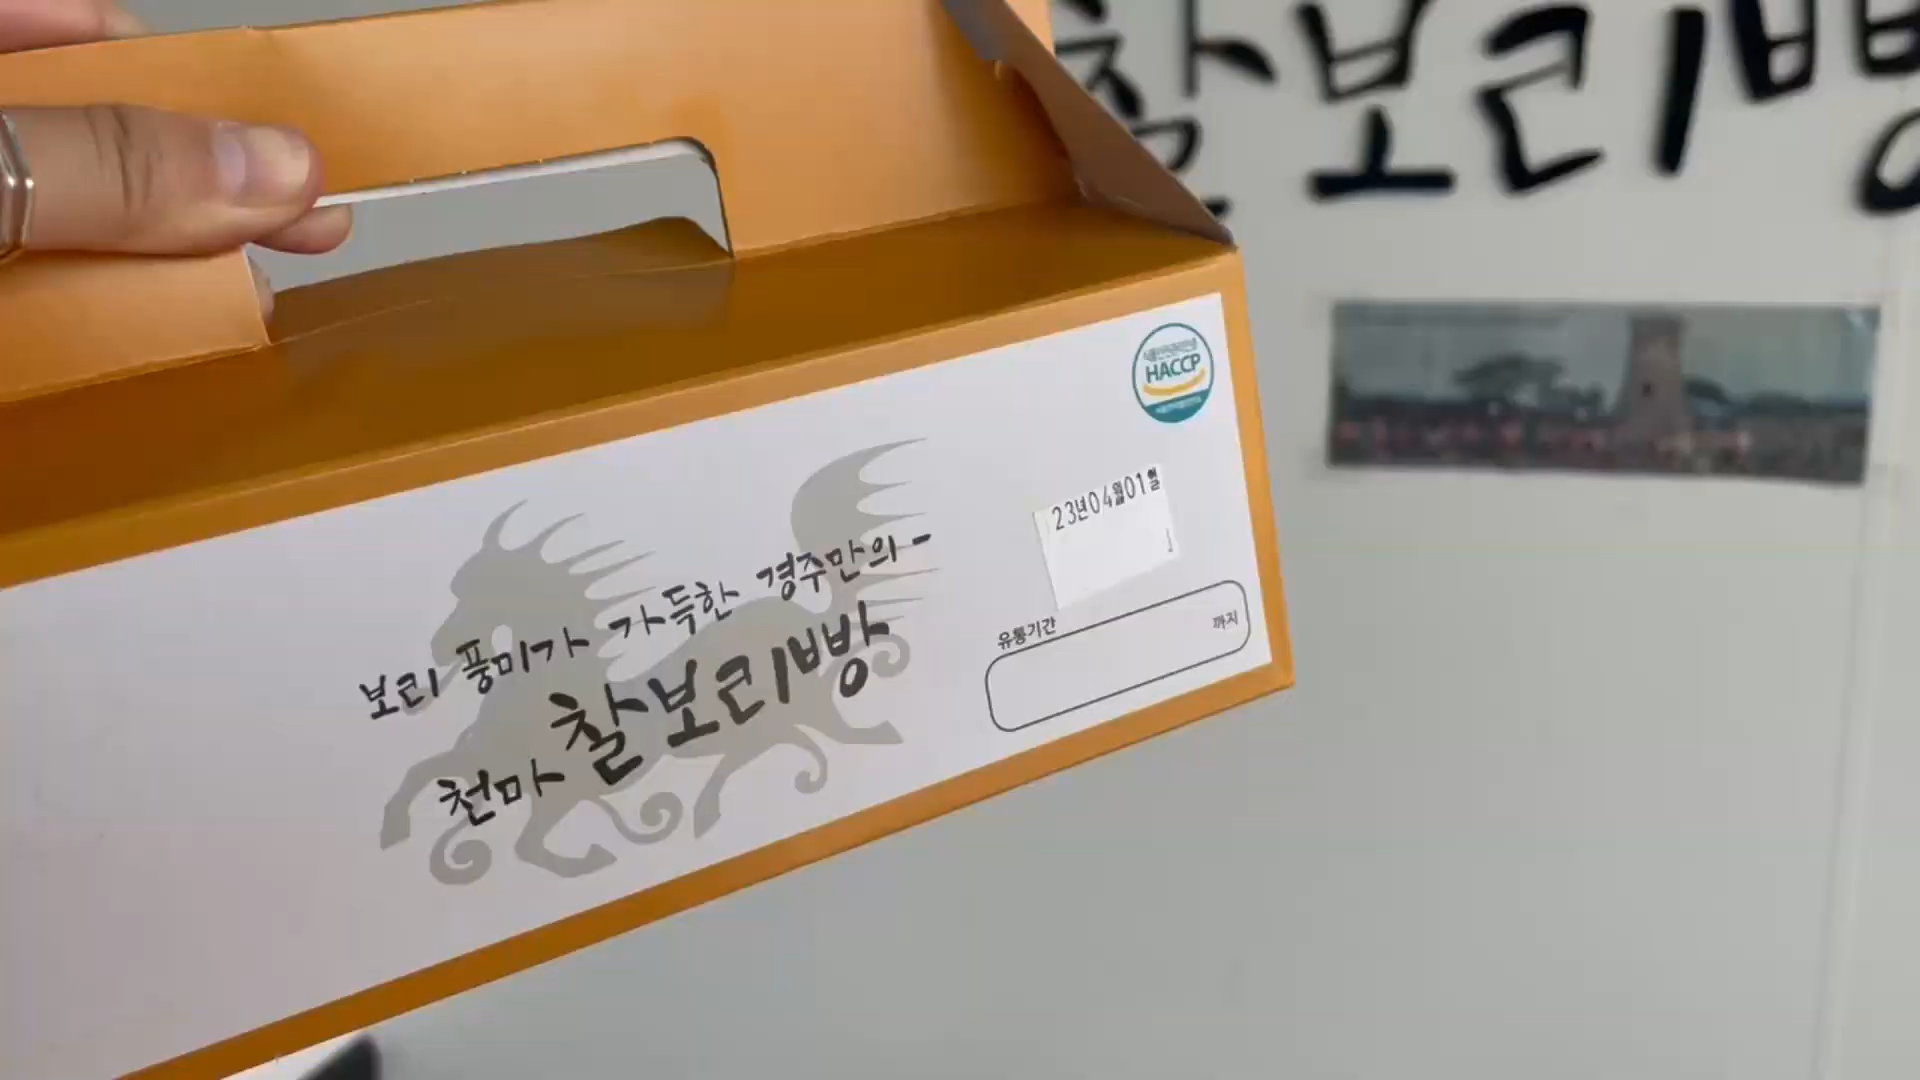 찰보리빵
HACCP
23년04월01일
보리 풍미가 가득한 경주만의-
천마 찰보리빵
유통기간
까지